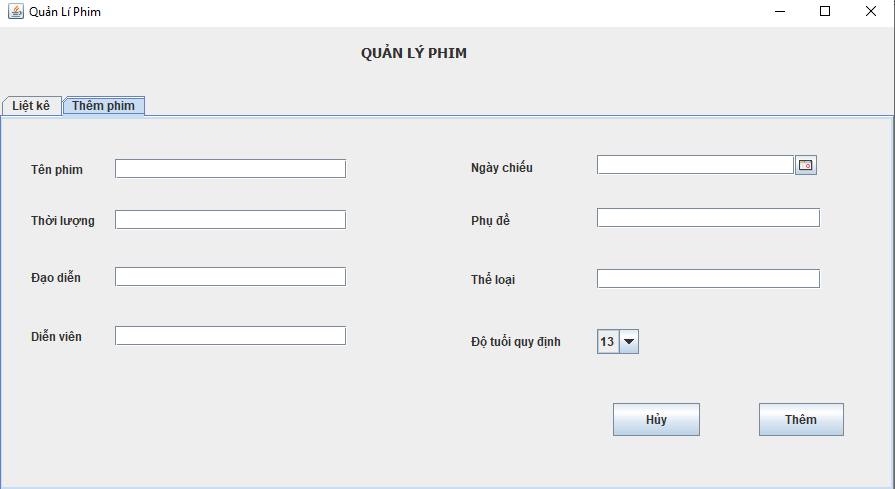 Quản Lí Phim
QUẢN LÝ PHIM
Liệt kê
Thêm phim
Tên phim
Ngày chiếu
Thời lượng
Phụ đề
Đạo diễn
Thể loại
Diễn viên
Độ tuổi quy định
13
Hủy
Thêm